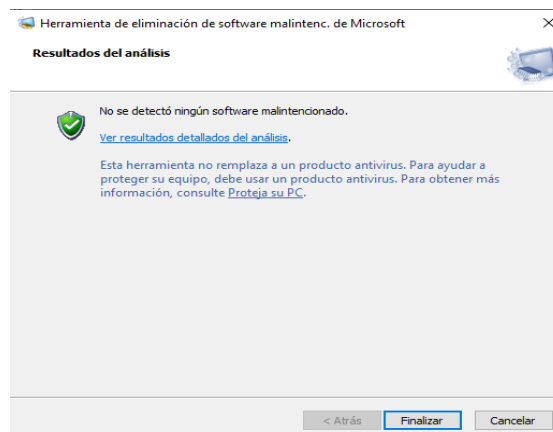 Herramienta de eliminación de software malintenc. de Microsoft
Resultados del análisis
No se detectó ningún software malintencionado.
Ver resultados detallados del análisis.
Esta herramienta no remplaza a un producto antivirus. Para ayudar a
proteger su equipo, debe usar un producto antivirus. Para obtener más
información, consulte Proteja su PC.
< Atrás Finalizar Cancelar